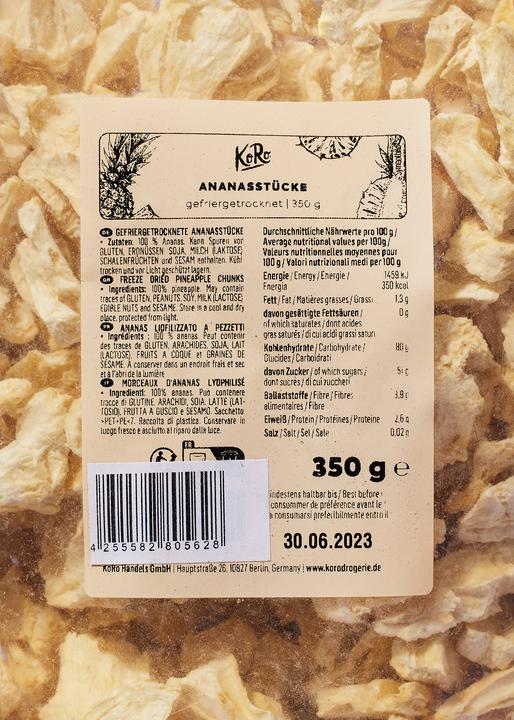 KoRo
ANANASSTÜCKE
gefriergetrocknet | 350 g
DE GEFRIERGETROCKNETE ANANASSTÜCKE
• Zutaten: 100 % Ananas. Kann Spuren von
GLUTEN, ERDNÜSSEN, SOJA, MILCH (LAKTOSE),
SCHALENFRÜCHTEN und SESAM enthalten. Kühl
trocken und vor Licht geschützt lagern.
FREEZE DRIED PINEAPPLE CHUNKS
• Ingredients: 100% pineapple. May contain
traces of GLUTEN, PEANUTS, SOY, MILK (LACTOSE)
EDIBLE NUTS and SESAME. Store in a cool and dry
place, protected from light.
FR ANANAS LIOFILIZZATO A PEZZETTI
• Ingrédients : 100 % ananas. Peut contenir
des traces de GLUTEN, ARACHIDES, SOJA, LAIT
(LACTOSE), FRUITS A COQUE et GRAINES DE
SESAME. A conserver dans un endroit frais et sec
et à l'abri de la lumière.
IT MORCEAUX D'ANANAS LYOPHILISÉ
• Ingredienti: 100% ananas. Può contenere
tracce di GLUTINE, ARACHIDI, SOIA, LATTE (LAT-
TOSIO), FRUTTA A GUSCIO e SESAMO. Sacchetto:
>PET+PE<7. Raccolta di plastica. Conservare in
luogo fresco e asciutto al riparo dalla luce.
FR
4 255582 805628
Durchschnittliche Nährwerte pro 100 g /
Average nutritional values per 100g /
Valeurs nutritionnelles moyennes pour
100 g / Valori nutrizionali medi per 100 g
Energie / Energy / Energie / 1459 kJ
Energia 350 kcal
Fett / Fat / Matières grasses / Grassi 1,3 g
davon gesättigte Fettsäuren / 0 g
of which saturates / dont acides
gras saturés / di cui acidi grassi saturi
Kohlenhydrate / Carbohydrate / 80 g
Glucides / Carboidrati
davon Zucker / of which sugars /
dont sucres / di cui zuccheri
Ballaststoffe / Fibre / Fibres 3,9 g
alimentaires / Fibre
Eiweiß / Protein / Protéines / Proteine 2,6 g
Salz / Salt / Sel / Sale 0,02 g
350 g e
indestens haltbar bis / Best before
consommer de préférence avant le
a consumarsi preferibilmente entro il
30.06.2023
KoRo Handels GmbH | Hauptstraße 26, 10827 Berlin, Germany | www.korodrogerie.de